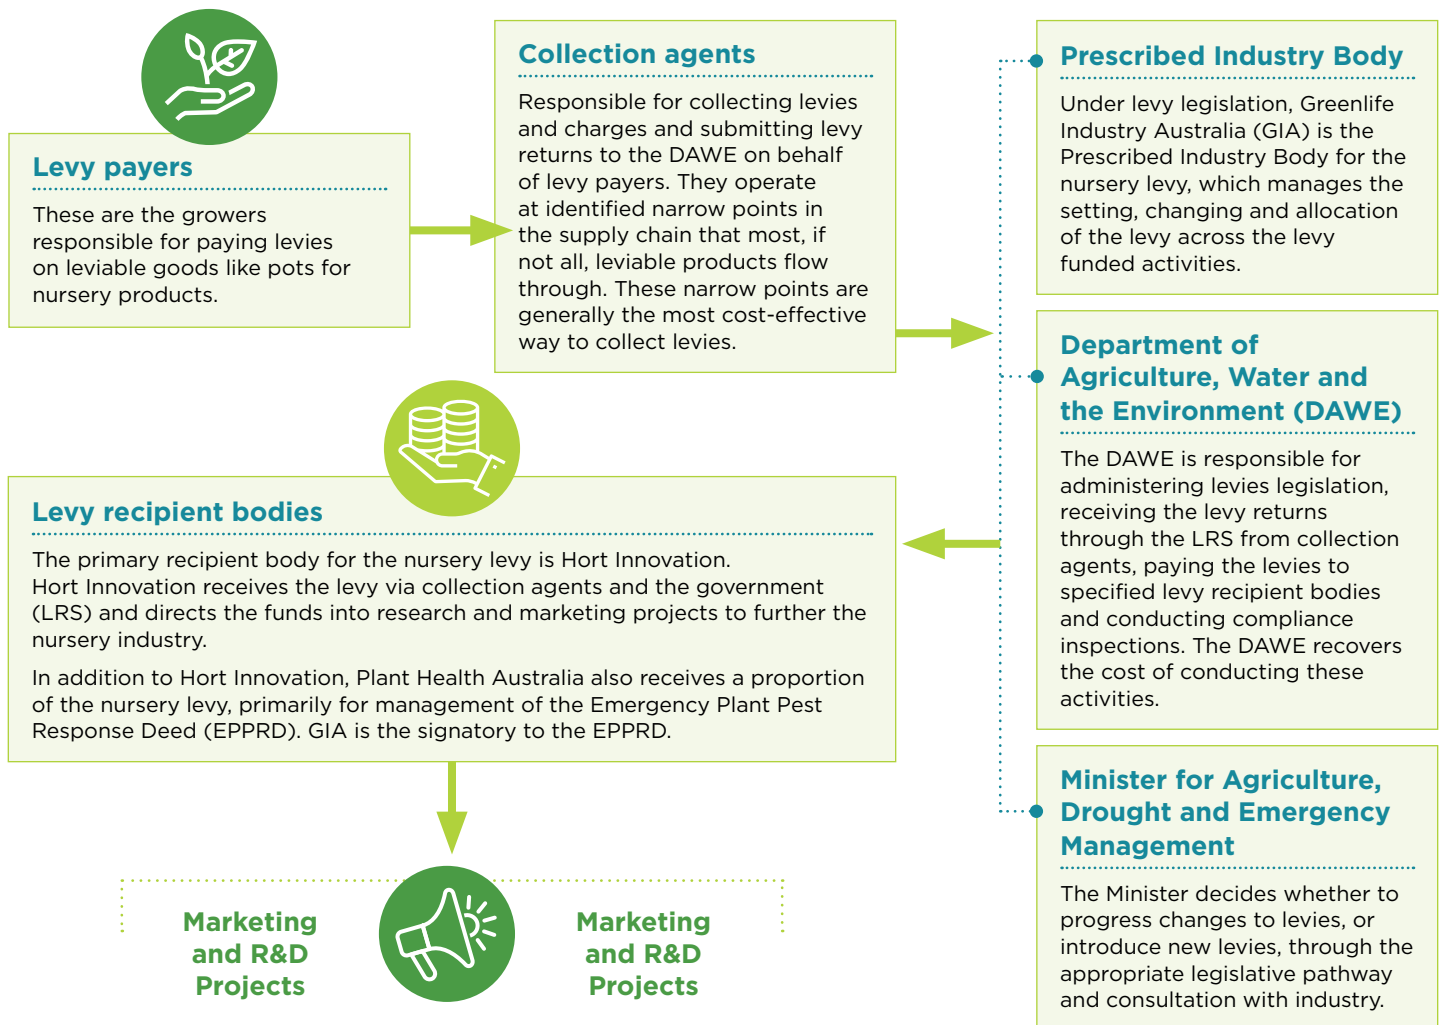 Levy payers
These are the growers
responsible for paying levies
on leviable goods like pots for
nursery products.
Collection agents
Responsible for collecting levies
and charges and submitting levy
returns to the DAWE on behalf
of levy payers. They operate
at identified narrow points in
the supply chain that most, if
not all, leviable products flow
through. These narrow points are
generally the most cost-effective
way to collect levies.
Prescribed Industry Body
Under levy legislation, Greenlife
Industry Australia (GIA) is the
Prescribed Industry Body for the
nursery levy, which manages the
setting, changing and allocation
of the levy across the levy
funded activities.
Department of
Agriculture, Water and
the Environment (DAWE)
The DAWE is responsible for
administering levies legislation,
receiving the levy returns
through the LRS from collection
agents, paying the levies to
specified levy recipient bodies
and conducting compliance
inspections. The DAWE recovers
the cost of conducting these
activities.
Minister for Agriculture,
Drought and Emergency
Management
The Minister decides whether to
progress changes to levies, or
introduce new levies, through the
appropriate legislative pathway
and consultation with industry.
Levy recipient bodies
The primary recipient body for the nursery levy is Hort Innovation.
Hort Innovation receives the levy via collection agents and the government
(LRS) and directs the funds into research and marketing projects to further the
nursery industry.
In addition to Hort Innovation, Plant Health Australia also receives a proportion
of the nursery levy, primarily for management of the Emergency Plant Pest
Response Deed (EPPRD). GIA is the signatory to the EPPRD.
Marketing
and R&D
Projects
Marketing
and R&D
Projects